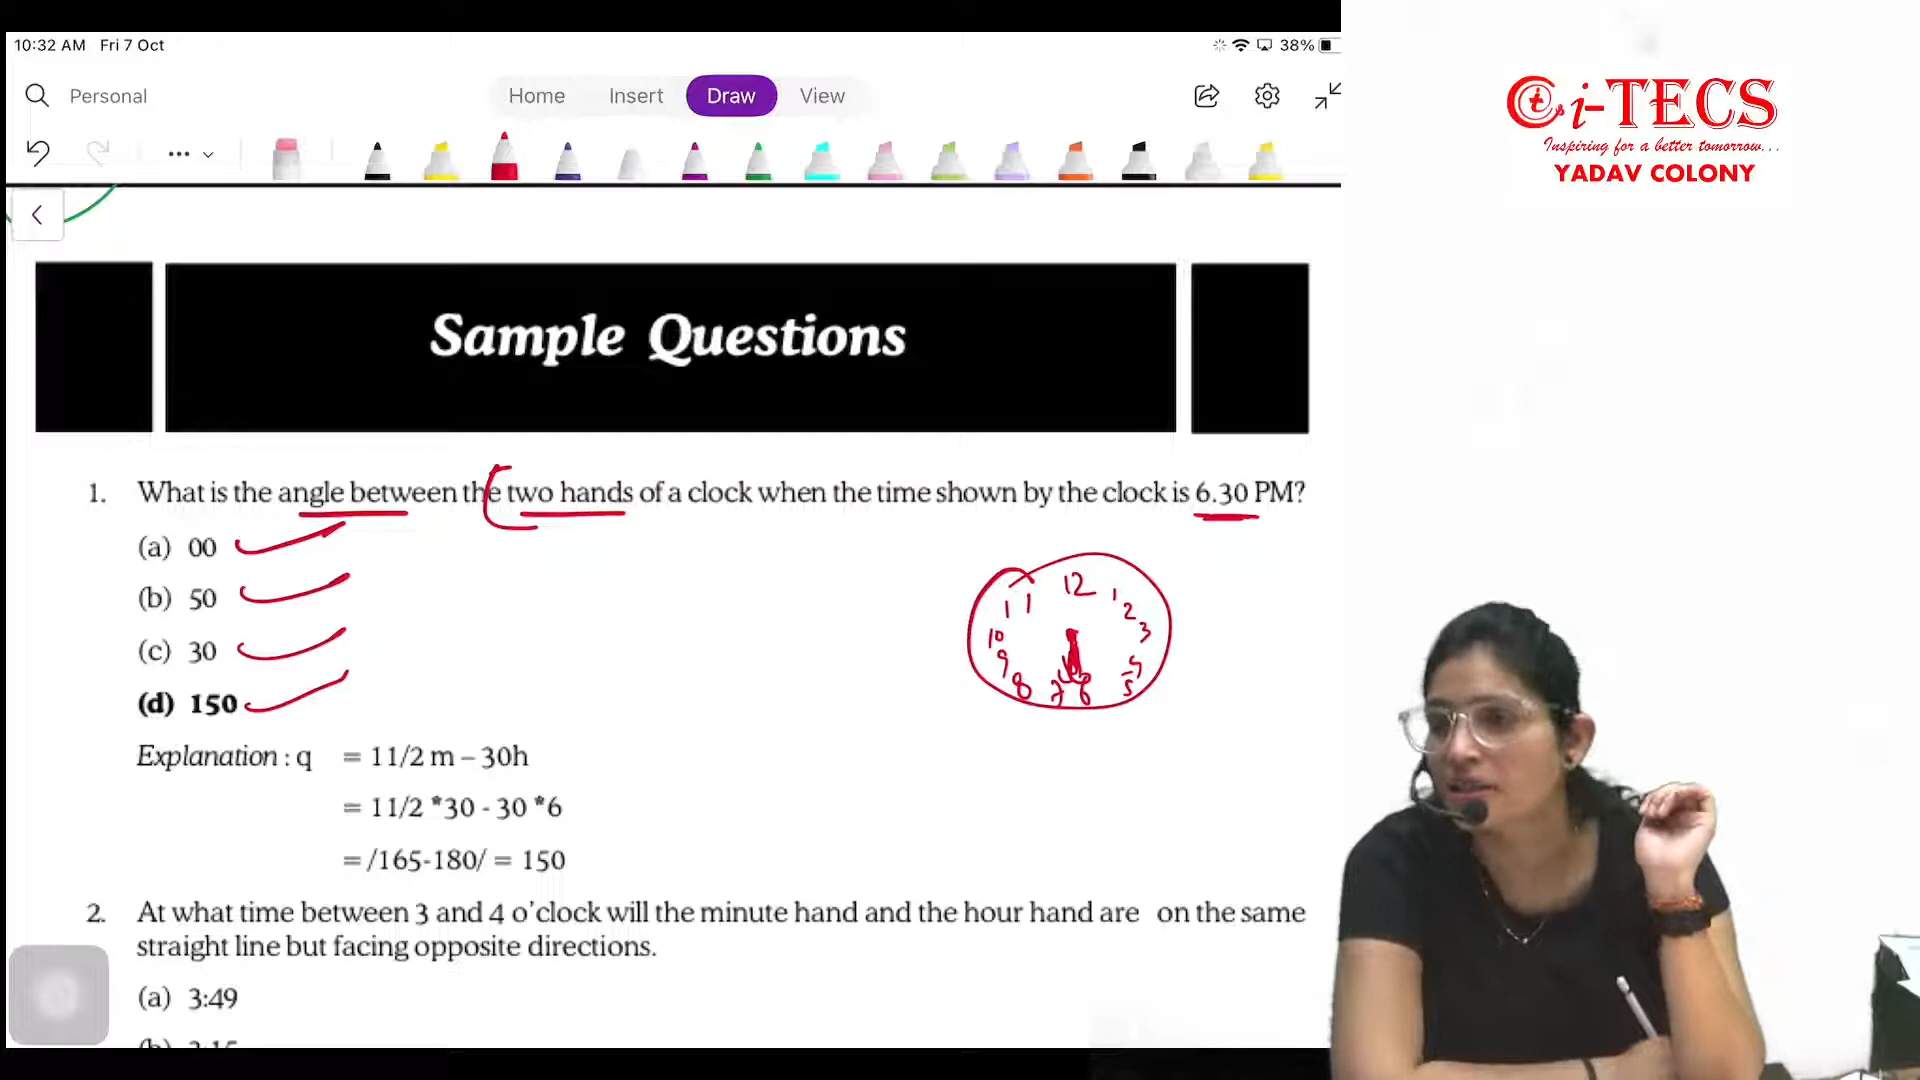 10:32 AM Fri 7 Oct
38%
Personal
Home Insert Draw View
i-TECS
Inspiring for a better tomorrow...
YADAV COLONY
Sample Questions
1. What is the angle between the two hands of a clock when the time shown by the clock is 6.30 PM?
(a) 00
(b) 50
(c) 30
(d) 150
12
1
2
3
4
5
6
7
8
9
10
11
Explanation : q = 11/2 m – 30h
= 11/2 *30 - 30 *6
= /165-180/ = 150
2. At what time between 3 and 4 o'clock will the minute hand and the hour hand are on the same
straight line but facing opposite directions.
(a) 3:49